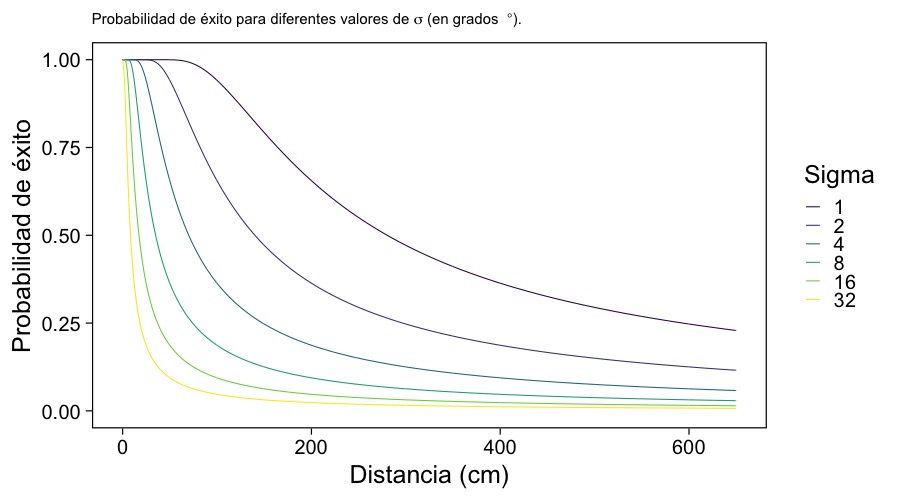 Probabilidad de éxito para diferentes valores de σ (en grados °).
Probabilidad de éxito
1.00
0.75
0.50
0.25
0.00
0 200 400 600
Distancia (cm)
Sigma
1
2
4
8
16
32